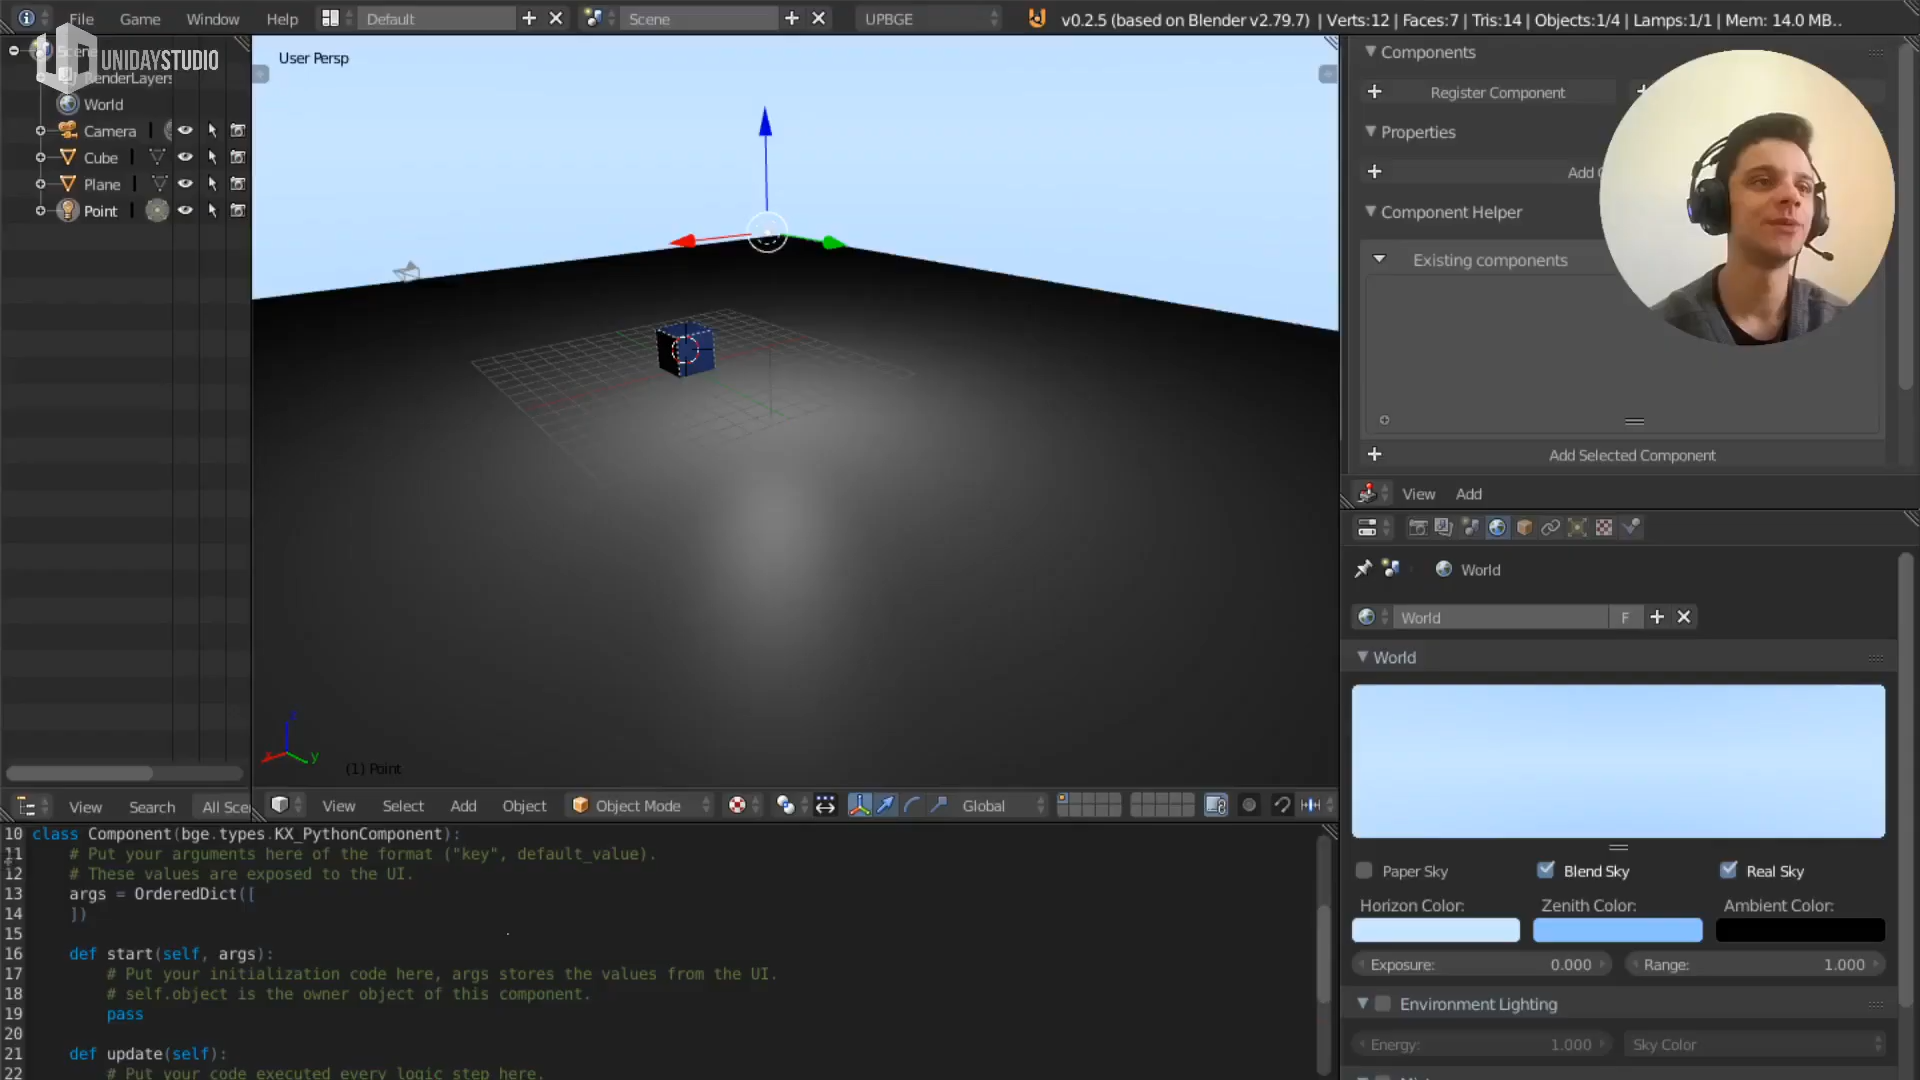 File Game Window Help Default Scene UPBGE v0.2.5 (based on Blender v2.79.7) | Verts:12 | Faces:7 | Tris:14 | Objects:1/4 | Lamps:1/1 | Mem: 14.0 MB..
Scene
UNIDAYSTUDIO
RenderLayers
World
Camera
Cube
Plane
Point
View Search All Sce
User Persp
(1) Point
View Select Add Object Object Mode Global
Components
Register Component
Properties
Add
Component Helper
Existing components
Add Selected Component
View Add
World
World F
World
Paper Sky Blend Sky Real Sky
Horizon Color: Zenith Color: Ambient Color:
Exposure: 0.000 Range: 1.000
Environment Lighting
Energy: 1.000 Sky Color
10 class Component(bge.types.KX_PythonComponent):
11 # Put your arguments here of the format ("key", default_value).
12 # These values are exposed to the UI.
13 args = OrderedDict([
14 ])
15
16 def start(self, args):
17 # Put your initialization code here, args stores the values from the UI.
18 # self.object is the owner object of this component.
19 pass
20
21 def update(self):
22 # Put your code executed every logic step here.